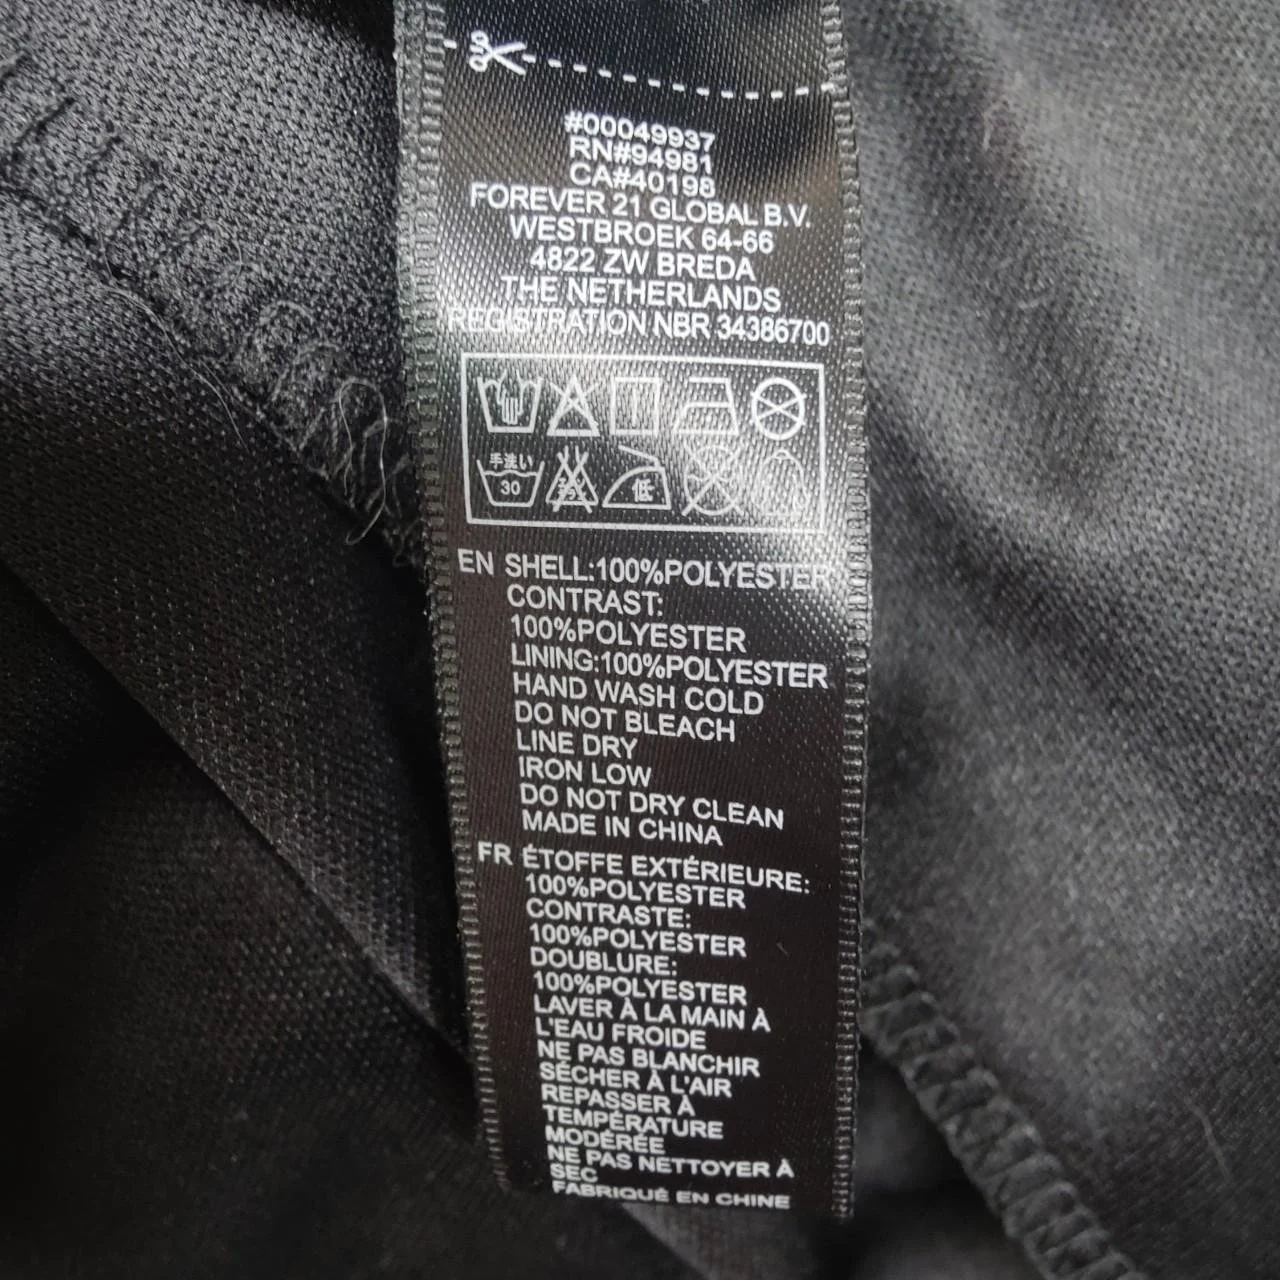 #00049937
RN#94981
CA#40198
FOREVER 21 GLOBAL B.V.
WESTBROEK 64-66
4822 ZW BREDA
THE NETHERLANDS
REGISTRATION NBR 34386700
手洗い
30
低
EN SHELL:100%POLYESTER
CONTRAST:
100%POLYESTER
LINING:100%POLYESTER
HAND WASH COLD
DO NOT BLEACH
LINE DRY
IRON LOW
DO NOT DRY CLEAN
MADE IN CHINA
FR ÉTOFFE EXTÉRIEURE:
100%POLYESTER
CONTRASTE:
100%POLYESTER
DOUBLURE:
100%POLYESTER
LAVER À LA MAIN À
L'EAU FROIDE
NE PAS BLANCHIR
SÉCHER À L'AIR
REPASSER À
TEMPÉRATURE
MODÉRÉE
NE PAS NETTOYER À
SEC
FABRIQUÉ EN CHINE